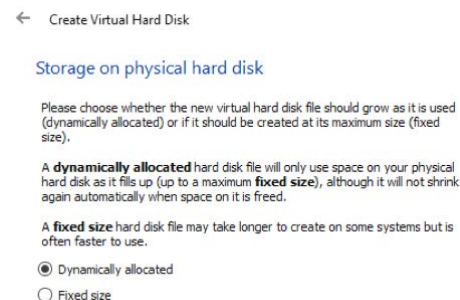 Create Virtual Hard Disk
Storage on physical hard disk
Please choose whether the new virtual hard disk file should grow as it is used
(dynamically allocated) or if it should be created at its maximum size (fixed
size).
A dynamically allocated hard disk file will only use space on your physical
hard disk as it fills up (up to a maximum fixed size), although it will not shrink
again automatically when space on it is freed.
A fixed size hard disk file may take longer to create on some systems but is
often faster to use.
Dynamically allocated
Fixed size